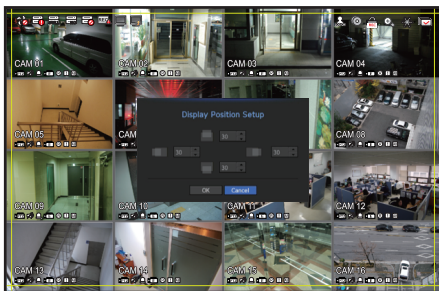 CAM 01
CAM 02
CAM 03
CAM 04
Display Position Setup
CAM 05
CAM
CAM 08
30
30
30
30
OK
Cancel
CAM 09
CAM 10
CAM 12
CAM 13
CAM 14
CAM 15
CAM 16